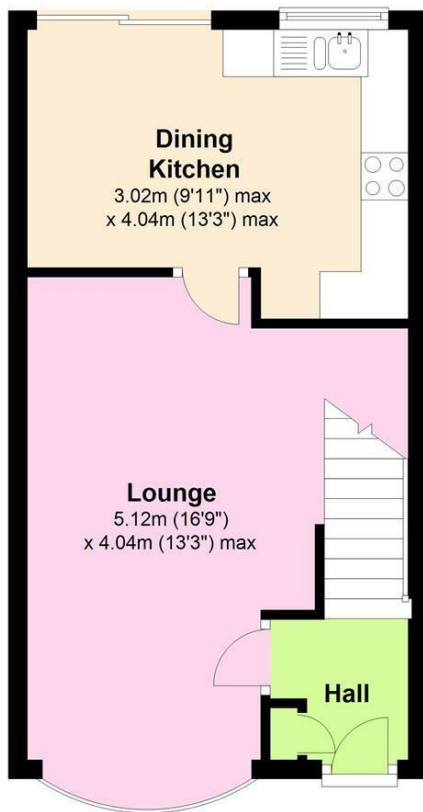 Dining
Kitchen
3.02m (9'11") max
x 4.04m (13'3") max
Lounge
5.12m (16'9")
x 4.04m (13'3") max
Hall